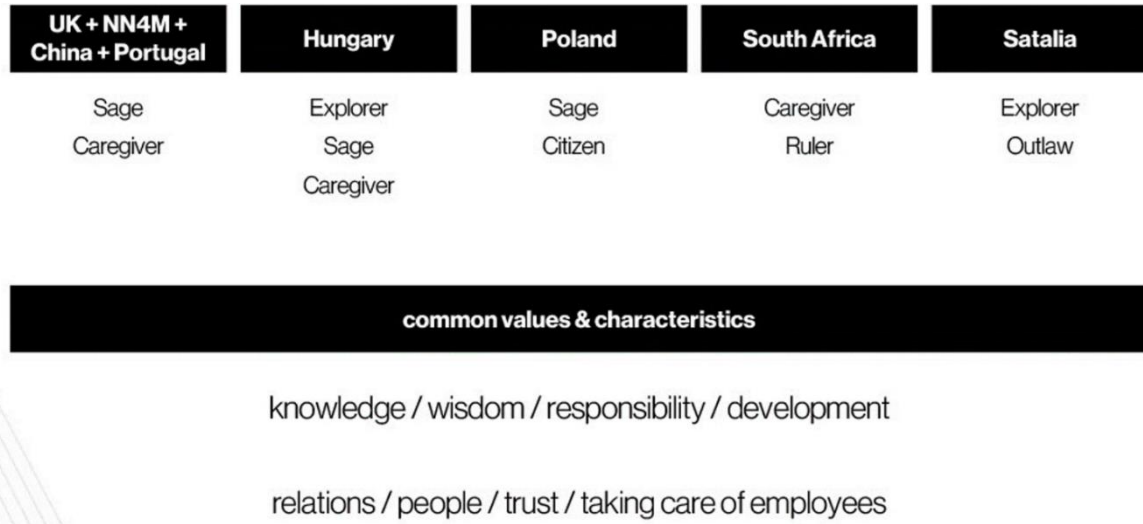 UK + NN4M +
China + Portugal
Hungary
Poland
South Africa
Satalia
Sage
Caregiver
Explorer
Sage
Caregiver
Sage
Citizen
Caregiver
Ruler
Explorer
Outlaw
common values & characteristics
knowledge / wisdom / responsibility / development
relations / people / trust / taking care of employees